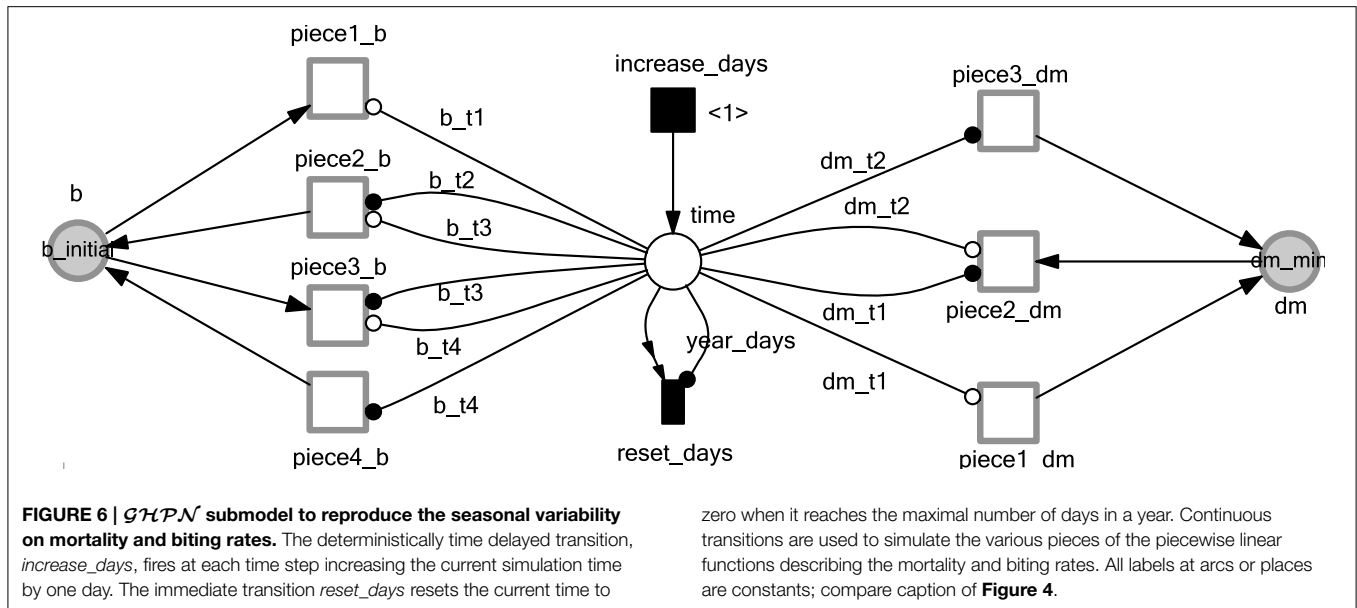 piece1_b
increase_days
piece3_dm
<1>
b_t1
dm_t2
piece2_b
b_t2
b
time
dm_t2
b_t3
b_initial
dm_min
piece3_b
b_t3
dm_t1
piece2_dm
dm
b_t4
year_days
dm_t1
b_t4
piece4_b
reset_days
piece1_dm
FIGURE 6 | GHPN submodel to reproduce the seasonal variability
on mortality and biting rates. The deterministically time delayed transition,
increase_days, fires at each time step increasing the current simulation time
by one day. The immediate transition reset_days resets the current time to
zero when it reaches the maximal number of days in a year. Continuous
transitions are used to simulate the various pieces of the piecewise linear
functions describing the mortality and biting rates. All labels at arcs or places
are constants; compare caption of Figure 4.